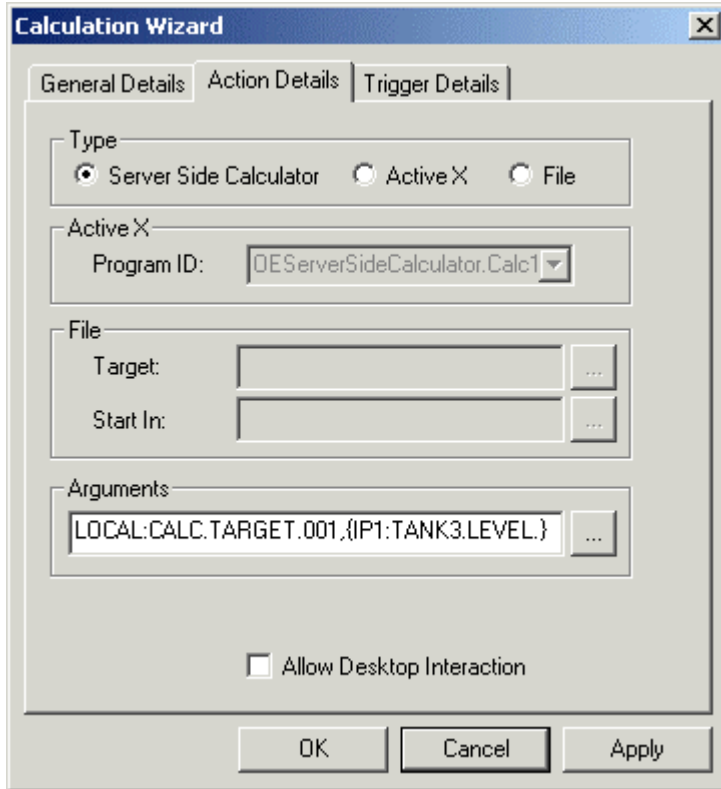 Calculation Wizard
General Details Action Details Trigger Details
Type
Server Side Calculator Active X File
Active X
Program ID: OEServerSideCalculator.Calc1
File
Target: ...
Start In: ...
Arguments
LOCAL:CALC.TARGET.001,{IP1:TANK3.LEVEL.} ...
Allow Desktop Interaction
OK Cancel Apply